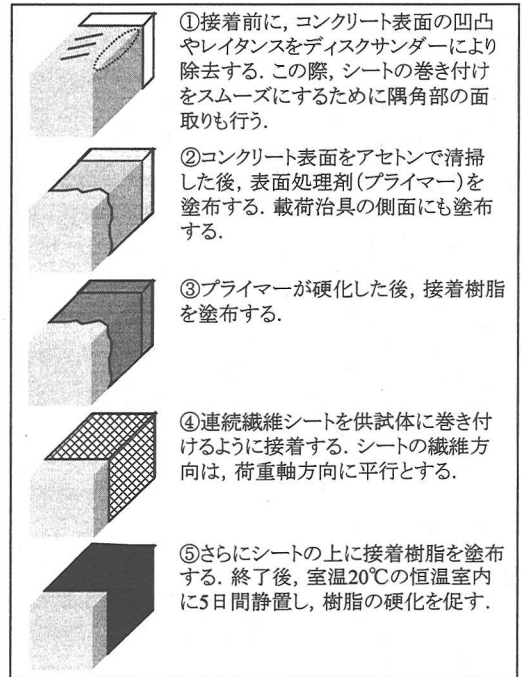 ①接着前に，コンクリート表面の凹凸
やレイタンスをディスクサンダーにより
除去する．この際，シートの巻き付け
をスムーズにするために隅角部の面
取りも行う．
②コンクリート表面をアセトンで清掃
した後，表面処理剤（プライマー）を
塗布する．載荷治具の側面にも塗布
する．
③プライマーが硬化した後，接着樹脂
を塗布する．
④連続繊維シートを供試体に巻き付
けるように接着する．シートの繊維方
向は，荷重軸方向に平行とする．
⑤さらにシートの上に接着樹脂を塗布
する．終了後，室温20℃の恒温室内
に5日間静置し，樹脂の硬化を促す．